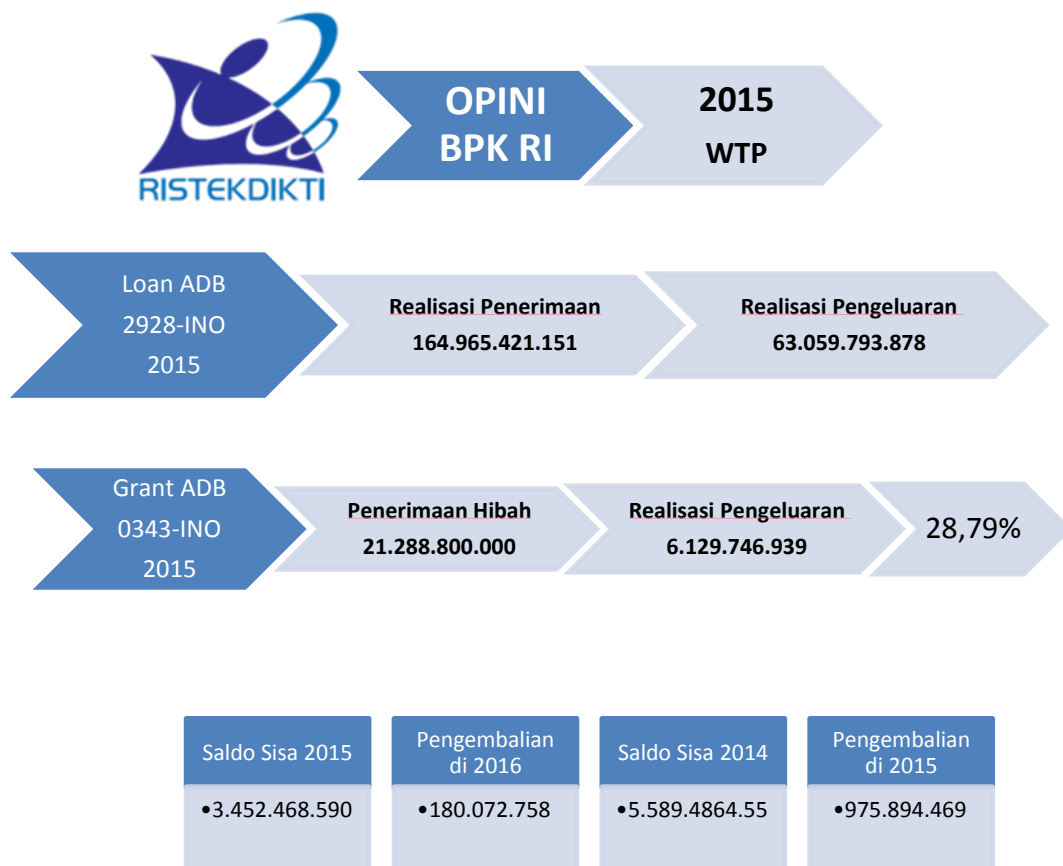 RISTEKDIKTI
OPINI
BPK RI
2015
WTP
Loan ADB
2928-INO
2015
Realisasi Penerimaan
164.965.421.151
Realisasi Pengeluaran
63.059.793.878
Grant ADB
0343-INO
2015
Penerimaan Hibah
21.288.800.000
Realisasi Pengeluaran
6.129.746.939
28,79%
Saldo Sisa 2015
•3.452.468.590
Pengembalian
di 2016
•180.072.758
Saldo Sisa 2014
•5.589.4864.55
Pengembalian
di 2015
•975.894.469